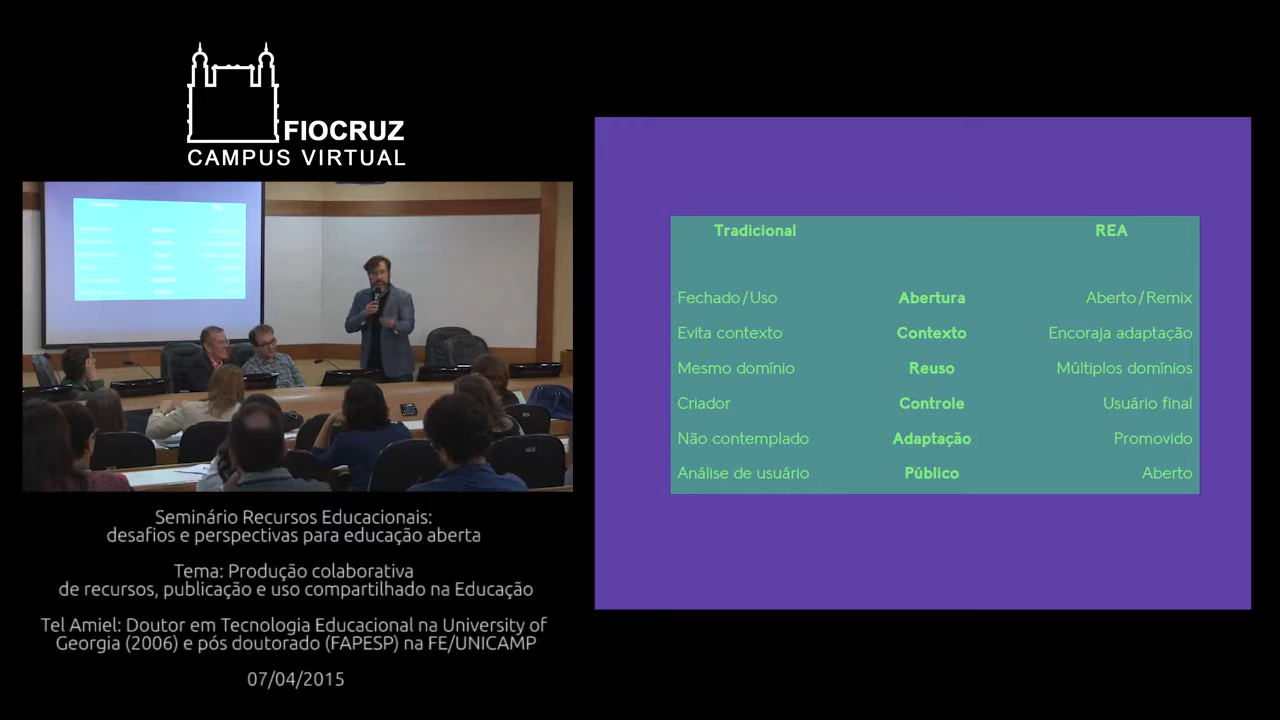 FIOCRUZ
CAMPUS VIRTUAL
Seminário Recursos Educacionais:
desafios e perspectivas para educação aberta
Tema: Produção colaborativa
de recursos, publicação e uso compartilhado na Educação
Tel Amiel: Doutor em Tecnologia Educacional na University of
Georgia (2006) e pós doutorado (FAPESP) na FE/UNICAMP
07/04/2015
Tradicional REA
Fechado/Uso Abertura Aberto/Remix
Evita contexto Contexto Encoraja adaptação
Mesmo domínio Reuso Múltiplos domínios
Criador Controle Usuário final
Não contemplado Adaptação Promovido
Análise de usuário Público Aberto